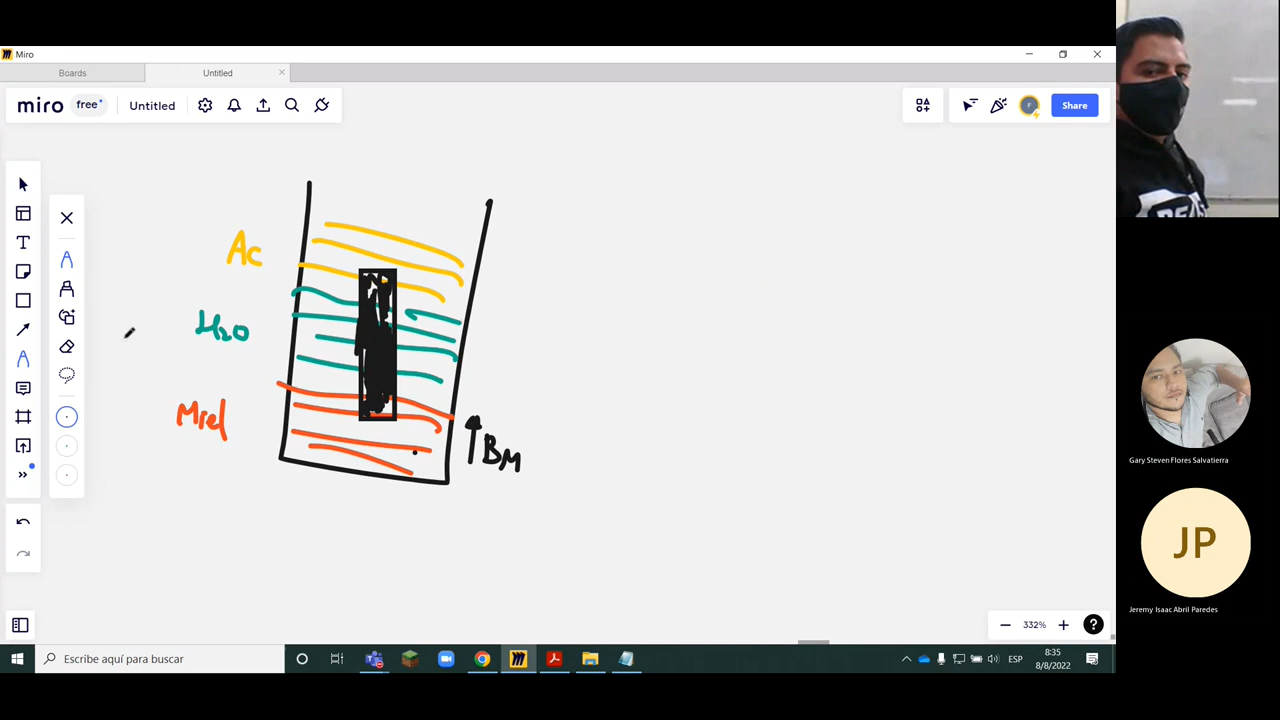 Miro
Boards
Untitled
miro
free
Untitled
Share
Ac
H2O
Miel
BM
BEAST
Gary Steven Flores Salvatierra
JP
Jeremy Isaac Abril Paredes
332%
Escribe aquí para buscar
ESP
8:35
8/8/2022